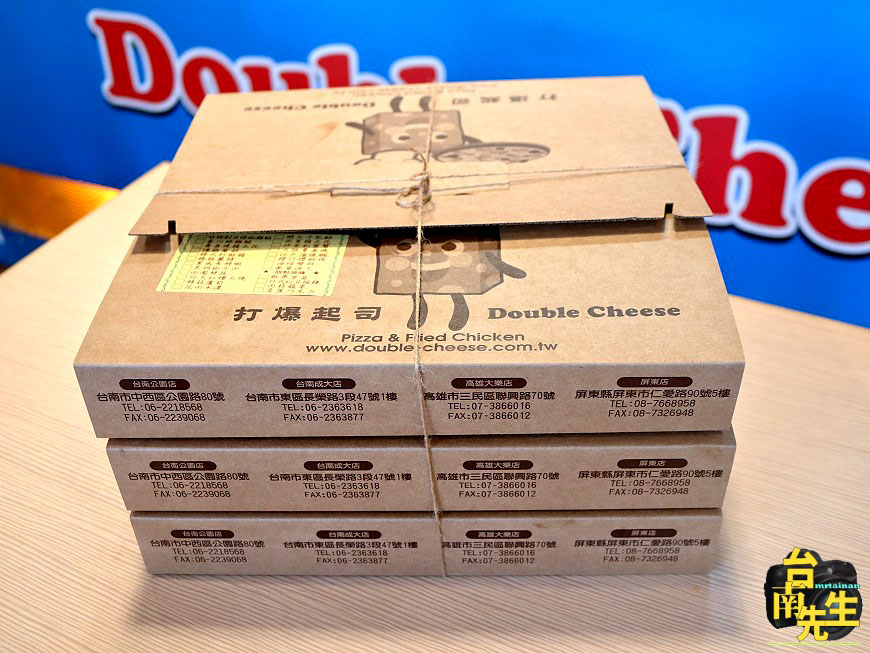 Doubl
Che
打爆起司
Double Cheese
打爆起司 Double Cheese
Pizza & Fried Chicken
www.double-cheese.com.tw
台南公園店
台南市中西區公園路80號
TEL:06-2218568
FAX:06-2239068
台南成大店
台南市東區長榮路3段47號1樓
TEL:06-2363618
FAX:06-2363877
高雄大樂店
高雄市三民區聯興路70號
TEL:07-3866016
FAX:07-3866012
屏東店
屏東縣屏東市仁愛路90號5樓
TEL:08-7668958
FAX:08-7326948
台南公園店
台南市中西區公園路80號
TEL:06-2218568
FAX:06-2239068
台南成大店
台南市東區長榮路3段47號1樓
TEL:06-2363618
FAX:06-2363877
高雄大樂店
高雄市三民區聯興路70號
TEL:07-3866016
FAX:07-3866012
屏東店
屏東縣屏東市仁愛路90號5樓
TEL:08-7668958
FAX:08-7326948
台南公園店
台南市中西區公園路80號
TEL:06-2218568
FAX:06-2239068
台南成大店
台南市東區長榮路3段47號1樓
TEL:06-2363618
FAX:06-2363877
高雄大樂店
高雄市三民區聯興路70號
TEL:07-3866016
FAX:07-3866012
屏東店
屏東縣屏東市仁愛路90號5樓
TEL:08-7668958
FAX:08-7326948
台南先生
mrtainan